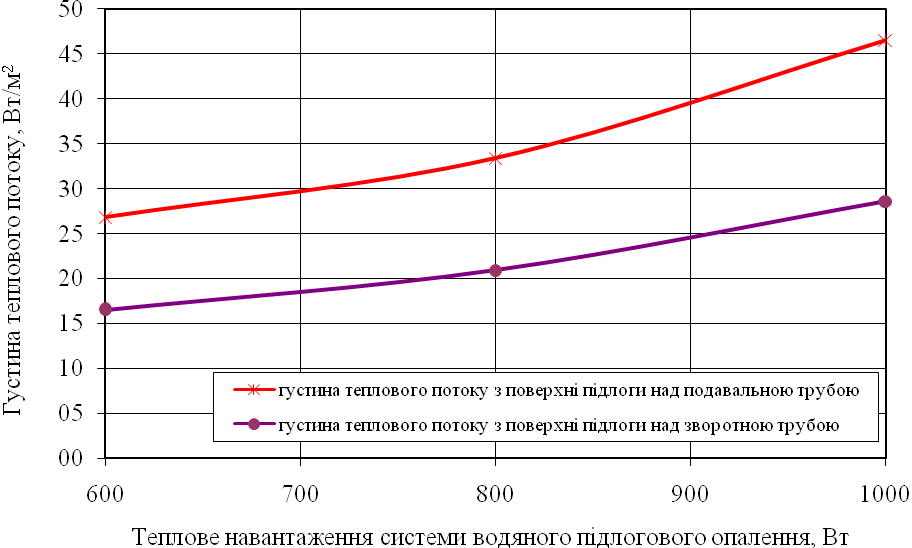 50
45
40
35
30
25
20
15
10
05
00
Густина теплового потоку, Вт/м²
густина теплового потоку з поверхні підлоги над подавальною трубою
густина теплового потоку з поверхні підлоги над зворотною трубою
600 700 800 900 1000
Теплове навантаження системи водяного підлогового опалення, Вт